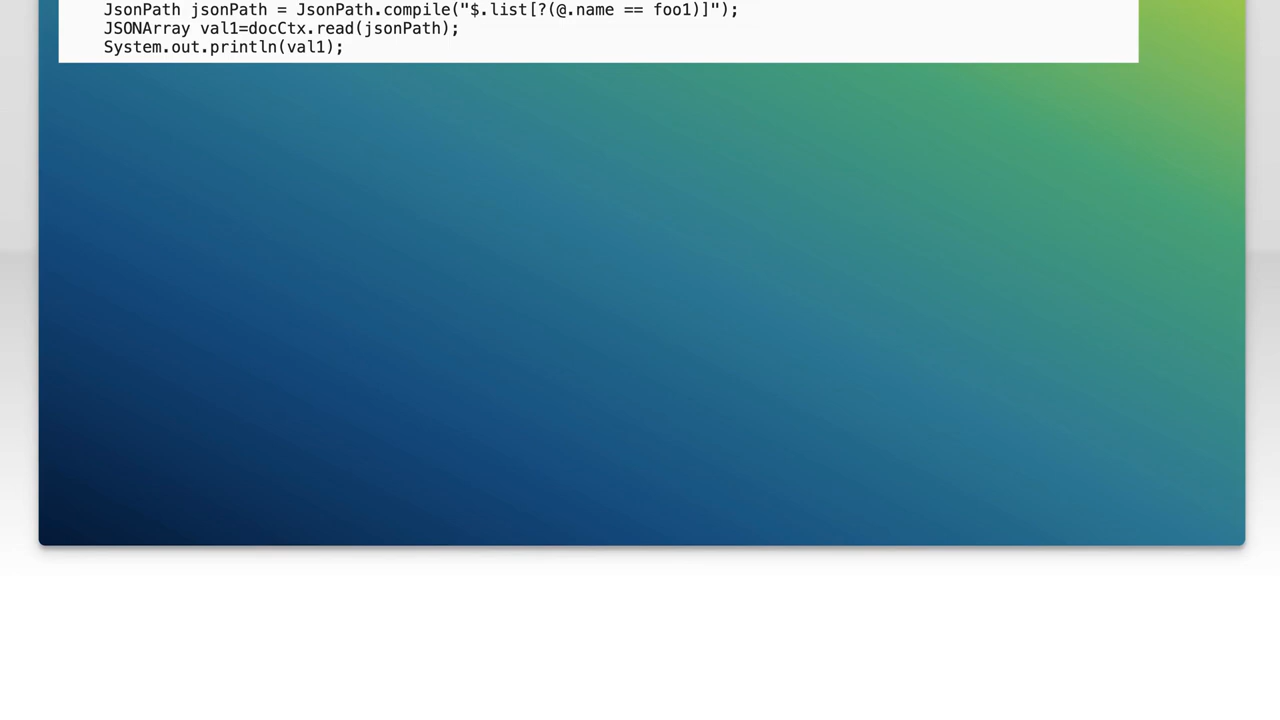 JsonPath jsonPath = JsonPath.compile("$.list[?(@.name == foo1)]");
JSONArray val1=docCtx.read(jsonPath);
System.out.println(val1);